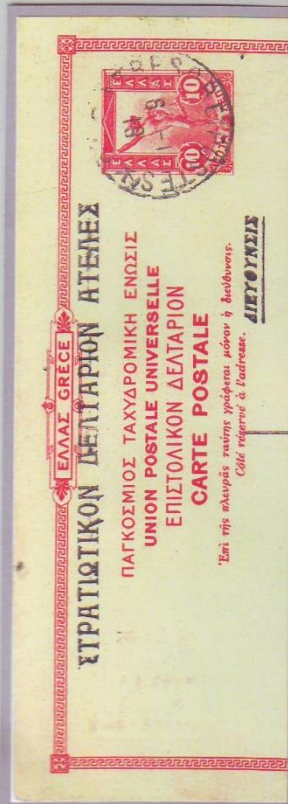 ΕΛΛΑΣ GRÈCE
ΣΤΡΑΤΙΩΤΙΚΟΝ ΔΕΛΤΑΡΙΟΝ ΑΤΕΛΕΣ
ΠΑΓΚΟΣΜΙΟΣ ΤΑΧΥΔΡΟΜΙΚΗ ΕΝΩΣΙΣ
UNION POSTALE UNIVERSELLE
ΕΠΙΣΤΟΛΙΚΟΝ ΔΕΛΤΑΡΙΟΝ
CARTE POSTALE
Ἐπὶ τῆς πλευρᾶς ταύτης γράφεται μόνον ἡ διεύθυνσις.
Côté réservé à l'adresse.
ΔΙΕΥΘΥΝΣΙΣ
ΕΛΛΑΣ
10 10